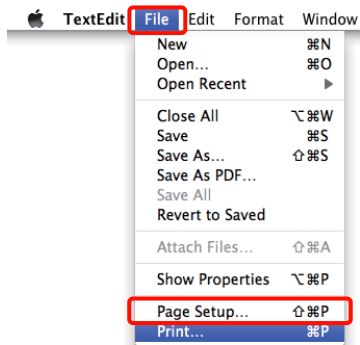 TextEdit File Edit Format Window
New ⌘N
Open... ⌘O
Open Recent ▶
Close All ⌥⌘W
Save ⌘S
Save As... ⇧⌘S
Save As PDF...
Save All
Revert to Saved
Attach Files... ⇧⌘A
Show Properties ⌥⌘P
Page Setup... ⇧⌘P
Print... ⌘P